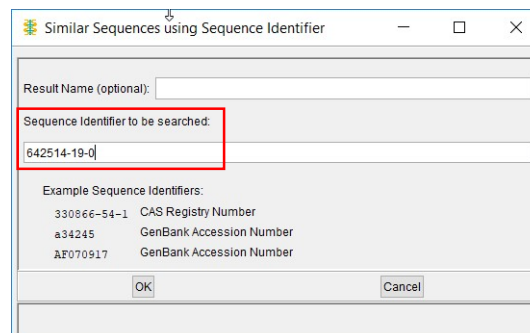 Similar Sequences using Sequence Identifier
Result Name (optional):
Sequence Identifier to be searched:
642514-19-0
Example Sequence Identifiers:
330866-54-1 CAS Registry Number
a34245 GenBank Accession Number
AF070917 GenBank Accession Number
OK Cancel